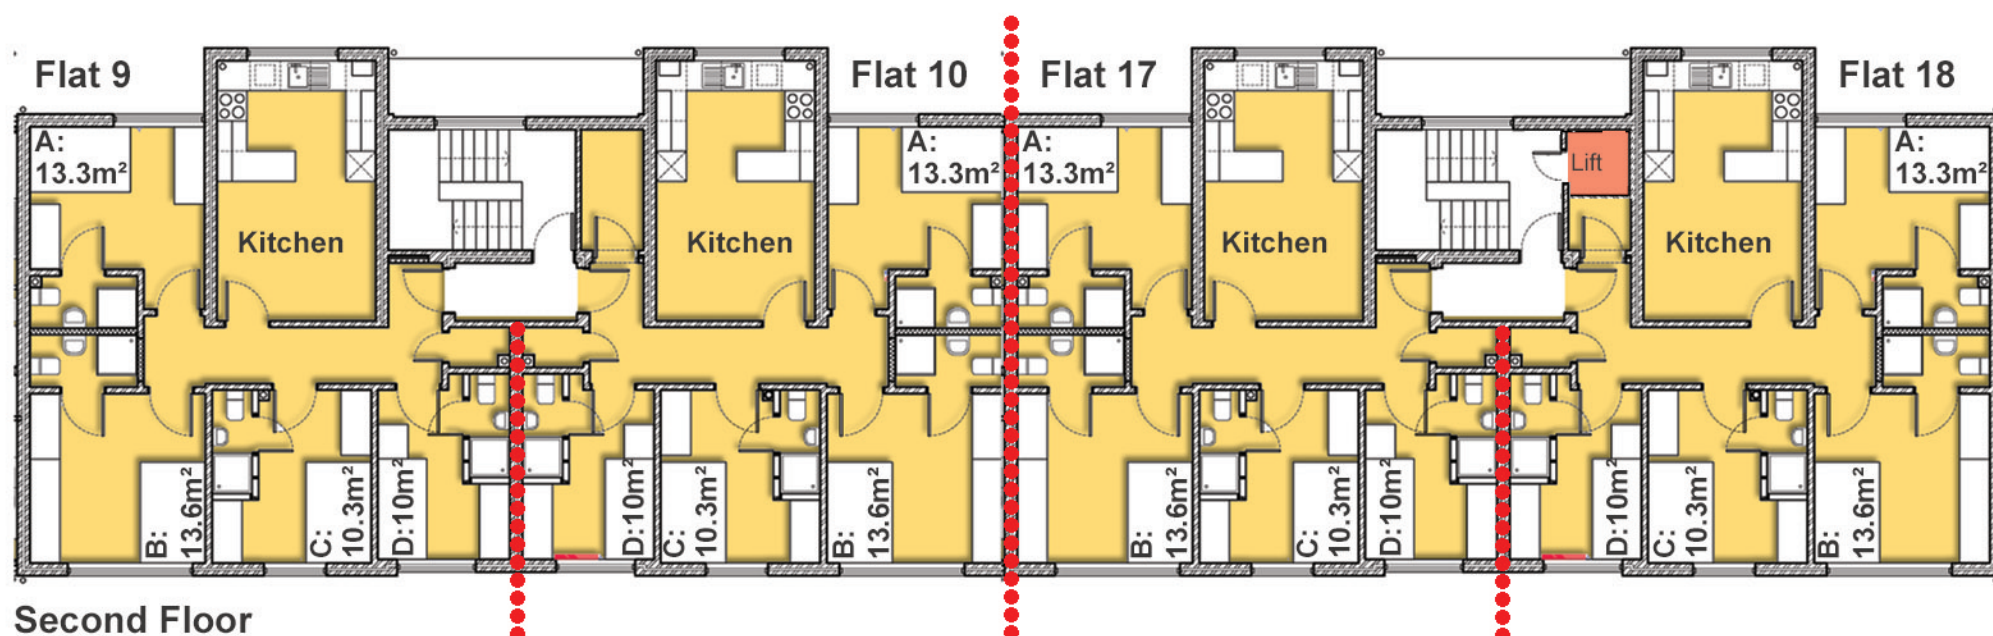 Flat 9
Flat 10
Flat 17
Flat 18
A:
13.3m²
A:
13.3m²
A:
13.3m²
Lift
A:
13.3m²
Kitchen
Kitchen
Kitchen
Kitchen
B:
13.6m²
C:
10.3m²
D:10m²
D:10m²
C:
10.3m²
B:
13.6m²
B:
13.6m²
C:
10.3m²
D:10m²
D:10m²
C:
10.3m²
B:
13.6m²
Second Floor